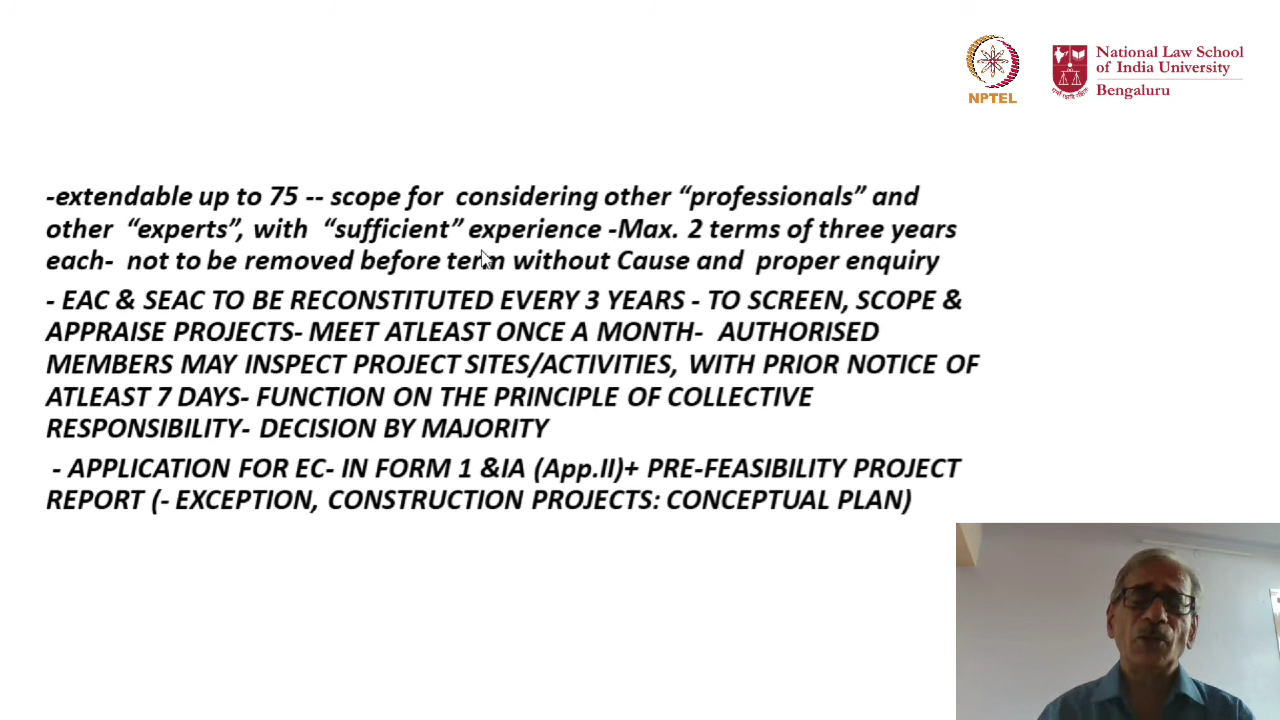 NPTEL
National Law School
of India University
Bengaluru
-extendable up to 75 -- scope for considering other “professionals” and
other “experts”, with “sufficient” experience -Max. 2 terms of three years
each- not to be removed before term without Cause and proper enquiry
- EAC & SEAC TO BE RECONSTITUTED EVERY 3 YEARS - TO SCREEN, SCOPE &
APPRAISE PROJECTS- MEET ATLEAST ONCE A MONTH- AUTHORISED
MEMBERS MAY INSPECT PROJECT SITES/ACTIVITIES, WITH PRIOR NOTICE OF
ATLEAST 7 DAYS- FUNCTION ON THE PRINCIPLE OF COLLECTIVE
RESPONSIBILITY- DECISION BY MAJORITY
- APPLICATION FOR EC- IN FORM 1 &IA (App.II)+ PRE-FEASIBILITY PROJECT
REPORT (- EXCEPTION, CONSTRUCTION PROJECTS: CONCEPTUAL PLAN)